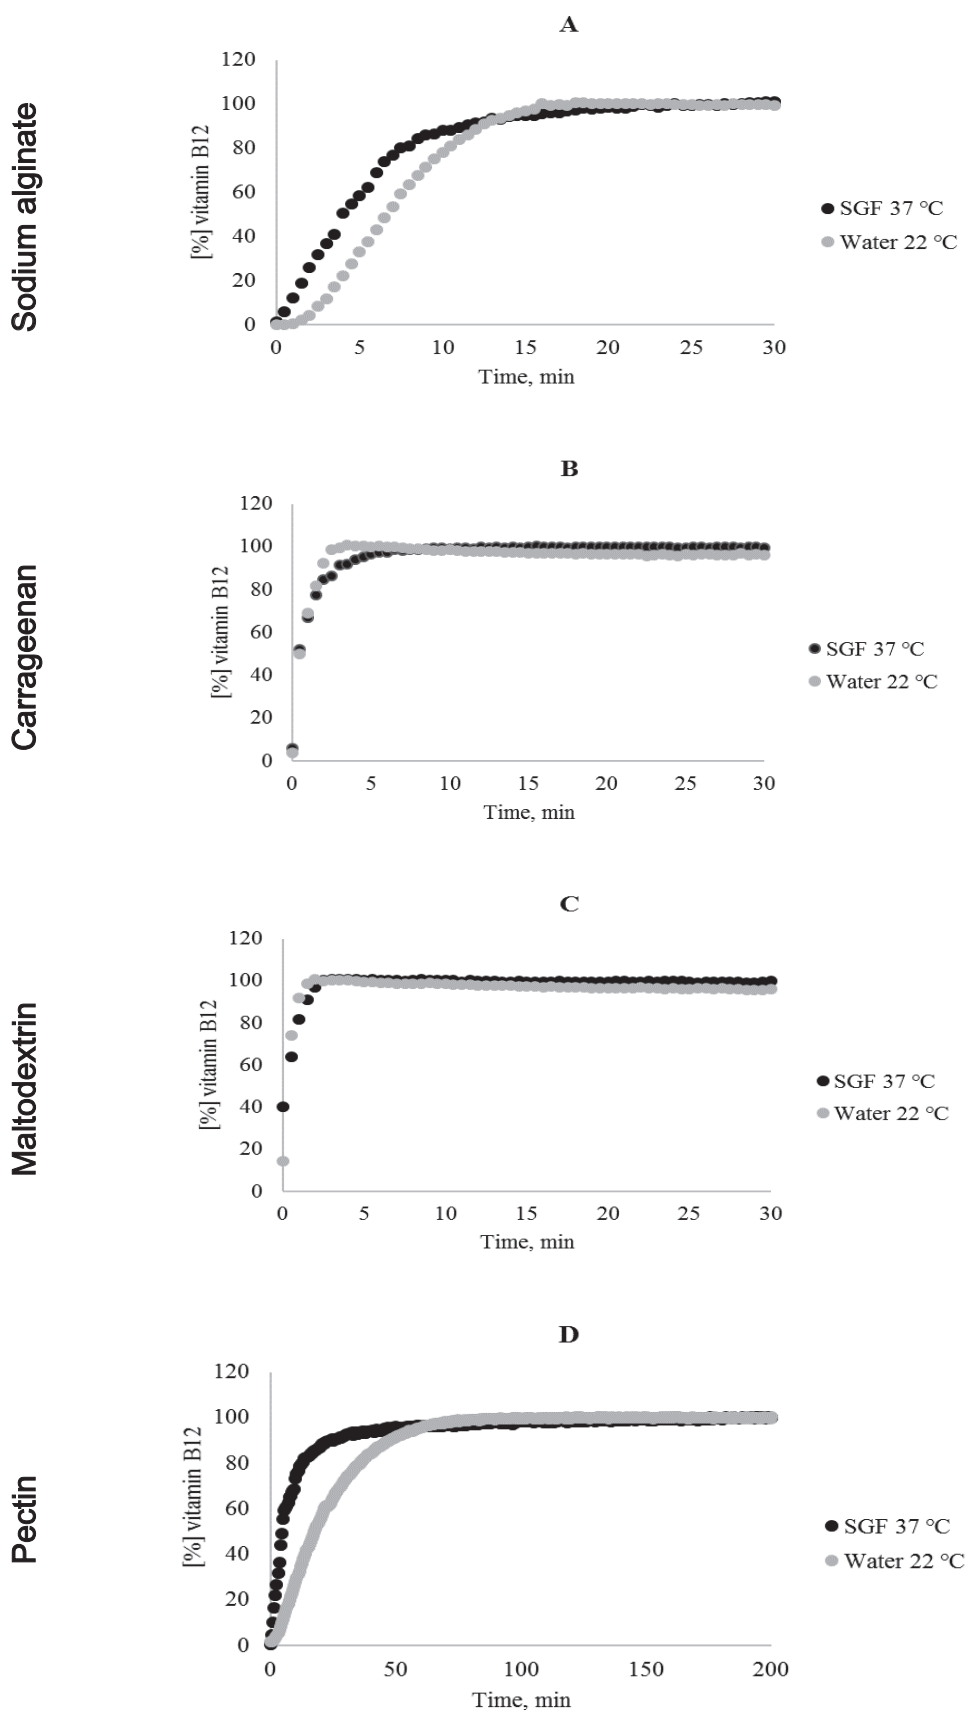 A
Sodium alginate
[%] vitamin B12
120
100
80
60
40
20
0
0 5 10 15 20 25 30
Time, min
SGF 37 °C
Water 22 °C
B
Carrageenan
[%] vitamin B12
120
100
80
60
40
20
0
0 5 10 15 20 25 30
Time, min
SGF 37 °C
Water 22 °C
C
Maltodextrin
[%] vitamin B12
120
100
80
60
40
20
0
0 5 10 15 20 25 30
Time, min
SGF 37 °C
Water 22 °C
D
Pectin
[%] vitamin B12
120
100
80
60
40
20
0
0 50 100 150 200
Time, min
SGF 37 °C
Water 22 °C